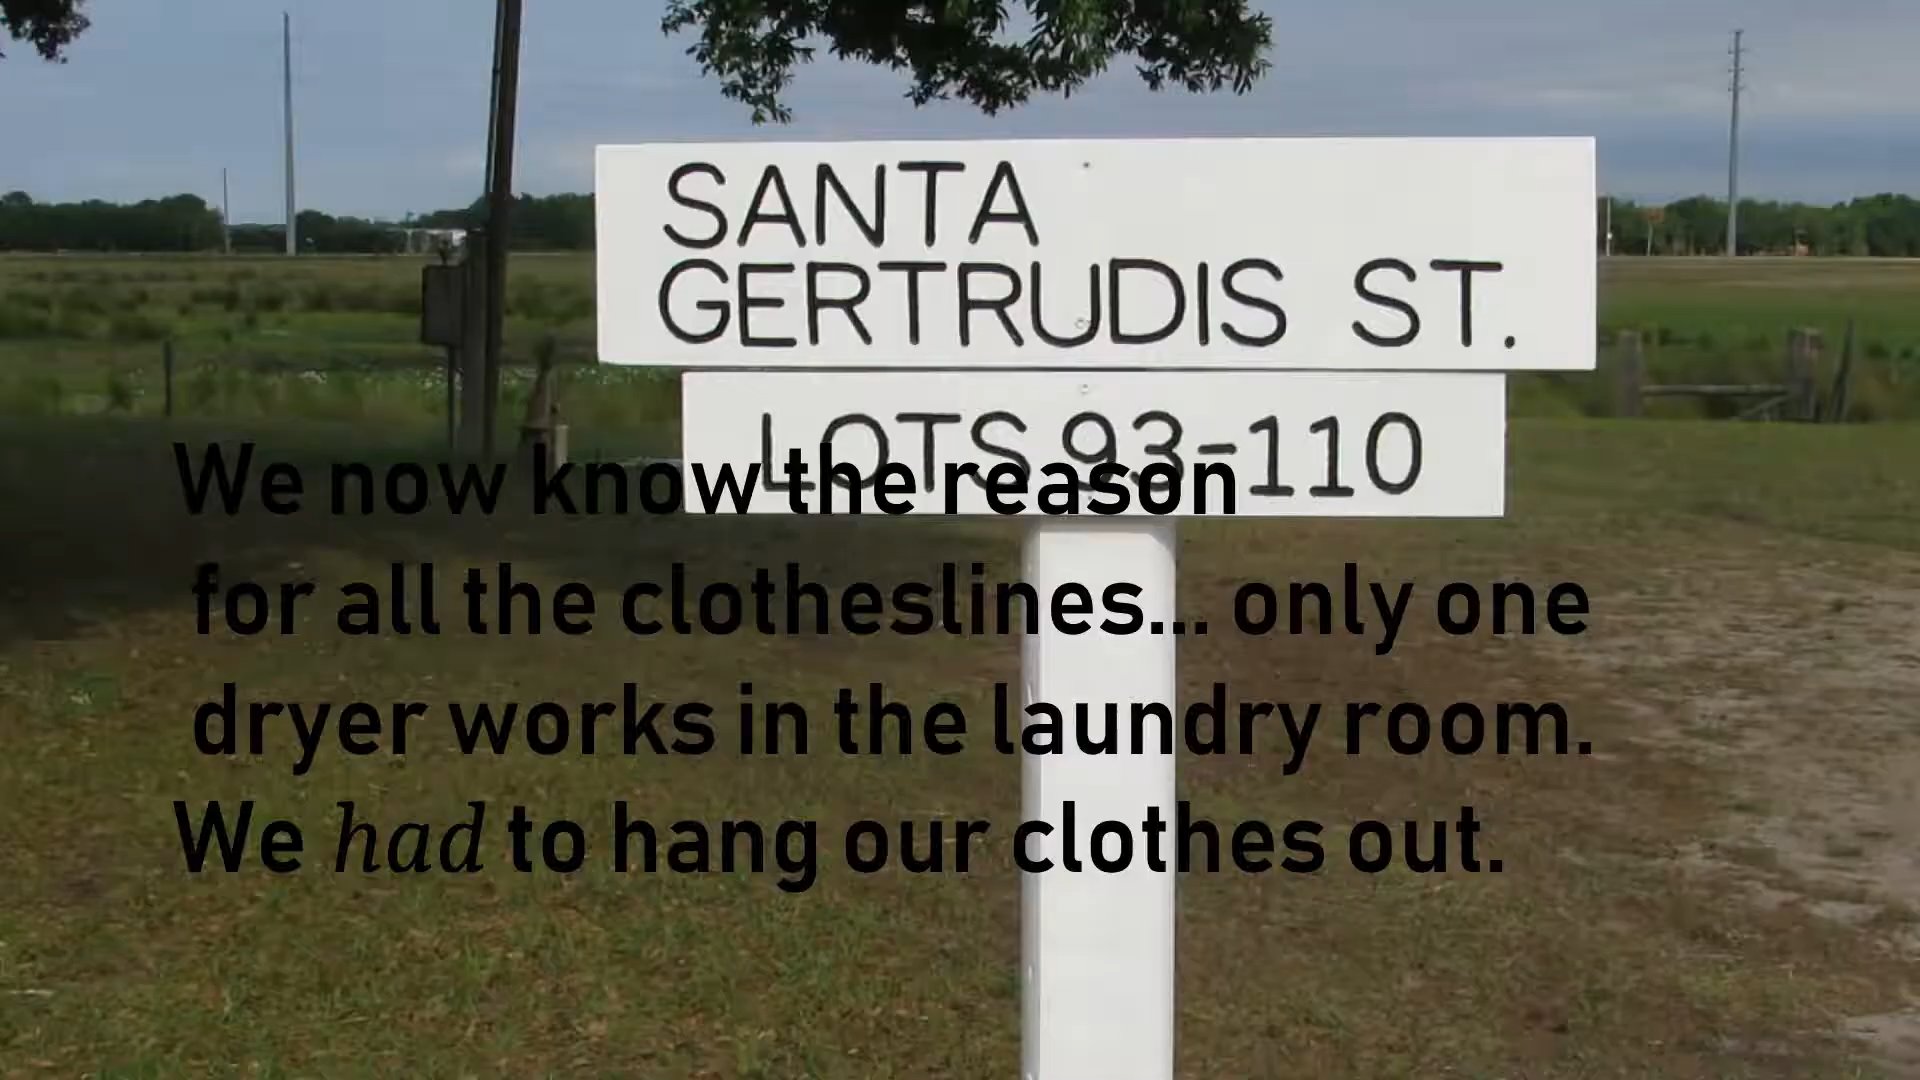 SANTA
GERTRUDIS ST.
LOTS 93-110
We now know the reason
for all the clotheslines... only one
dryer works in the laundry room.
We had to hang our clothes out.